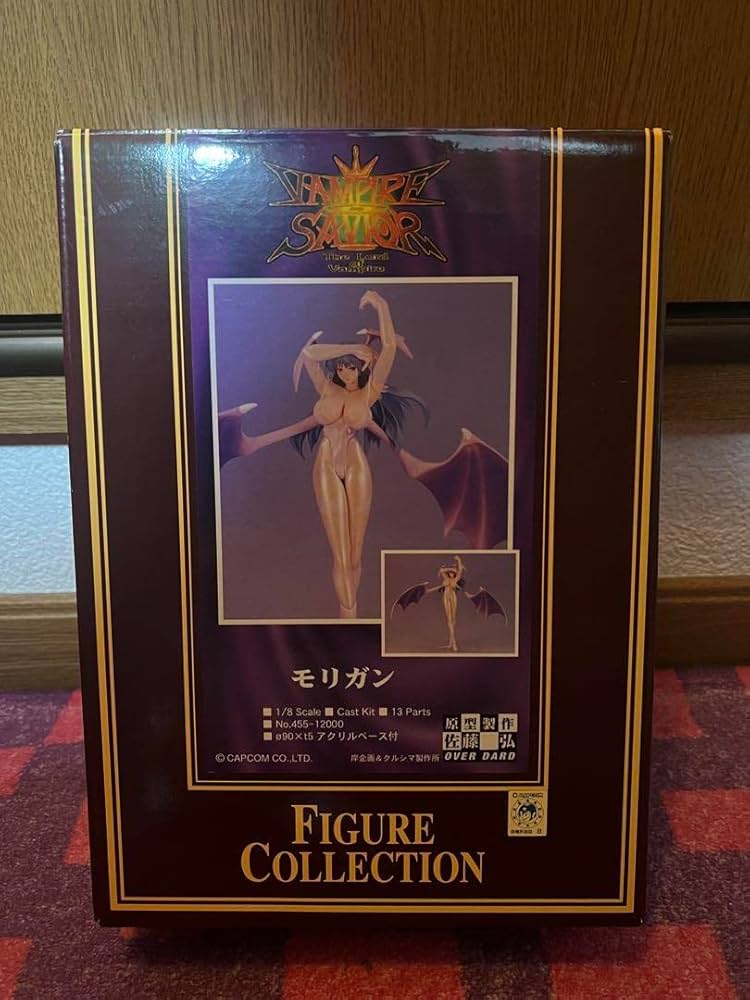 VAMPIRE
SAVIOR
The Lord
of
Vampire
モリガン
■ 1/8 Scale ■ Cast Kit ■ 13 Parts
■ No.455-12000
■ ø90×t5 アクリルベース付
原型製作
佐藤 弘
OVER DARD
© CAPCOM CO.,LTD.
岸企画&クルシマ製作所
FIGURE
COLLECTION